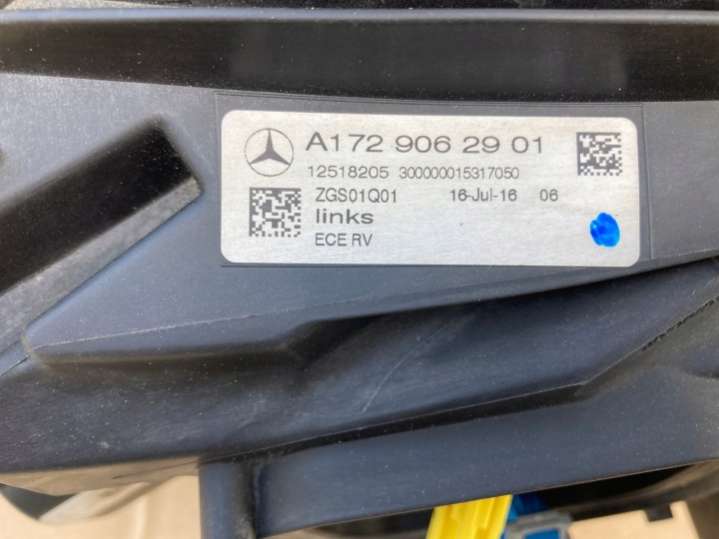 A172 906 29 01
12518205 300000015317050
ZGS01Q01 16-Jul-16 06
links
ECE RV